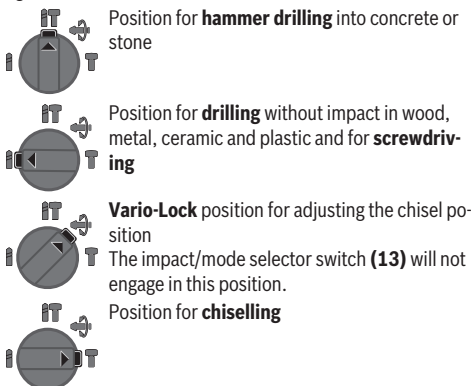 Position for hammer drilling into concrete or
stone
Position for drilling without impact in wood,
metal, ceramic and plastic and for screwdriv-
ing
Vario-Lock position for adjusting the chisel po-
sition
The impact/mode selector switch (13) will not
engage in this position.
Position for chiselling